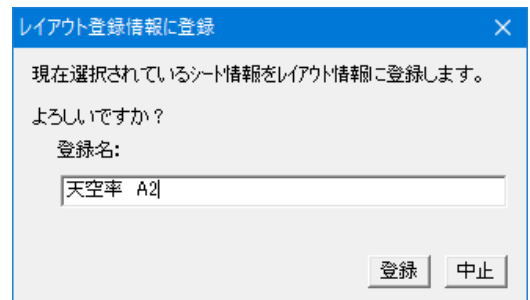 レイアウト登録情報に登録
現在選択されているシート情報をレイアウト情報に登録します。
よろしいですか？
登録名:
天空率　A2
登録 中止